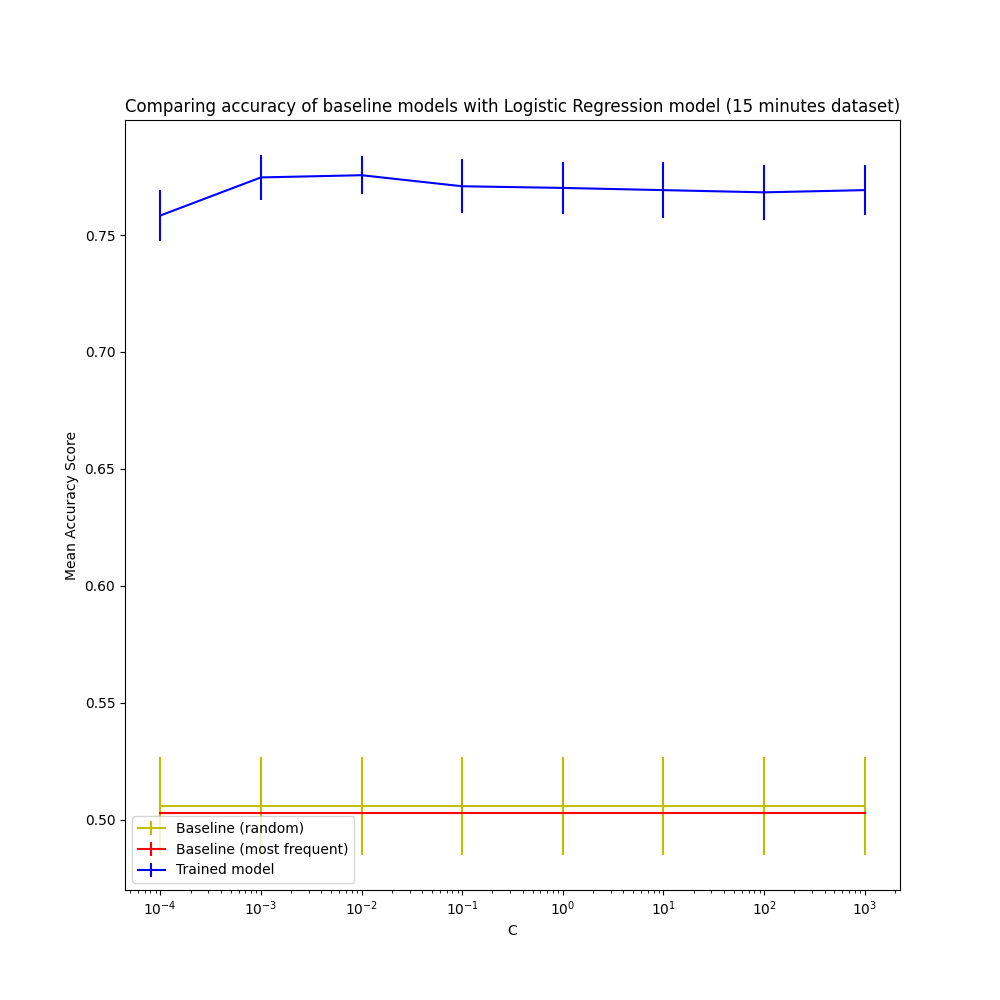 Comparing accuracy of baseline models with Logistic Regression model (15 minutes dataset)
Mean Accuracy Score
0.75
0.70
0.65
0.60
0.55
0.50
Baseline (random)
Baseline (most frequent)
Trained model
10⁻⁴ 10⁻³ 10⁻² 10⁻¹ 10⁰ 10¹ 10² 10³
C